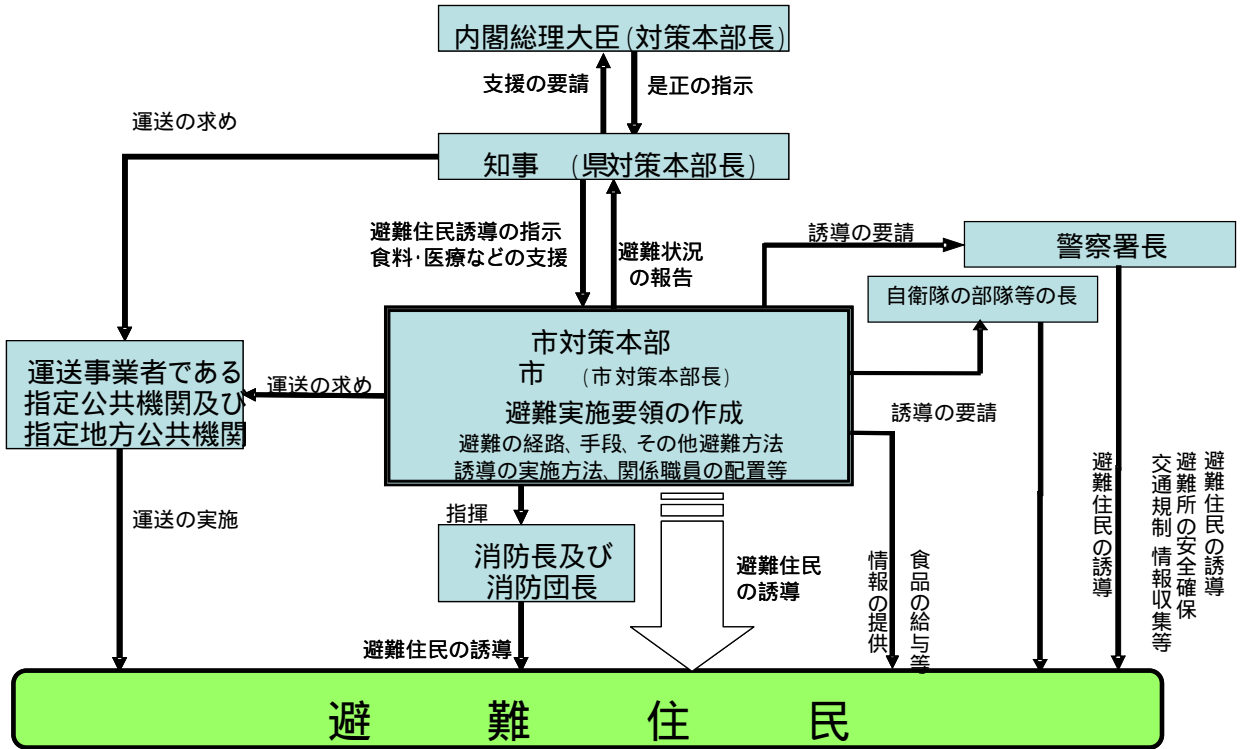 内閣総理大臣(対策本部長)
支援の要請
是正の指示
運送の求め
知事 (県対策本部長)
避難住民誘導の指示
食料・医療などの支援
避難状況
の報告
誘導の要請
警察署長
自衛隊の部隊等の長
運送事業者である
指定公共機関及び
指定地方公共機関
運送の求め
市対策本部
市 (市対策本部長)
避難実施要領の作成
避難の経路、手段、その他避難方法
誘導の実施方法、関係職員の配置等
誘導の要請
運送の実施
指揮
消防長及び
消防団長
避難住民の誘導
避難住民
の誘導
食品の給与等
情報の提供
避難住民の誘導
避難住民の誘導
避難所の安全確保
交通規制 情報収集等
避 難 住 民